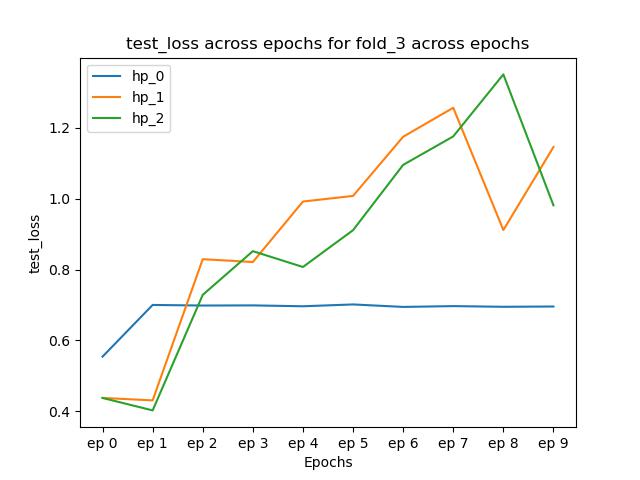 test_loss across epochs for fold_3 across epochs
hp_0
hp_1
hp_2
1.2
1.0
0.8
0.6
0.4
test_loss
ep 0 ep 1 ep 2 ep 3 ep 4 ep 5 ep 6 ep 7 ep 8 ep 9
Epochs